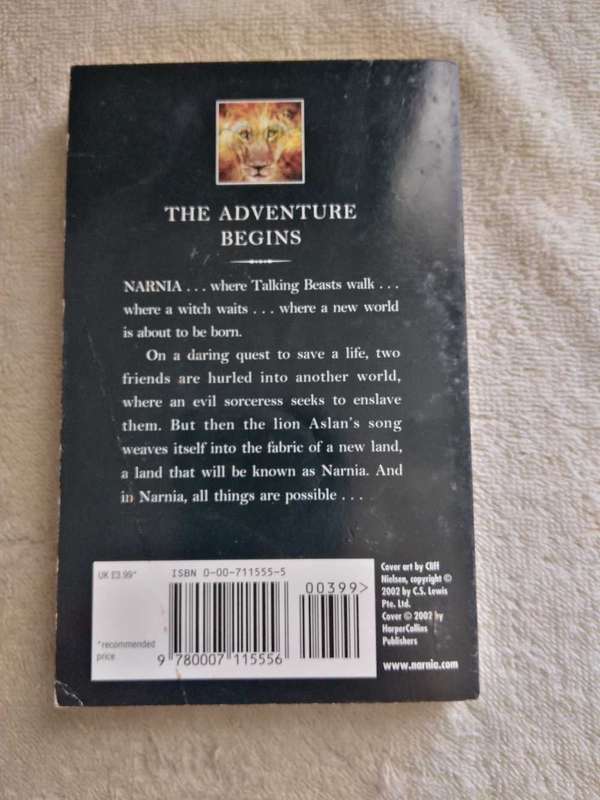 THE ADVENTURE
BEGINS
NARNIA . . . where Talking Beasts walk . . .
where a witch waits . . . where a new world
is about to be born.
On a daring quest to save a life, two
friends are hurled into another world,
where an evil sorceress seeks to enslave
them. But then the lion Aslan's song
weaves itself into the fabric of a new land,
a land that will be known as Narnia. And
in Narnia, all things are possible . . .
UK £3.99*
ISBN 0-00-711555-5
00399>
*recommended
price
9 780007 115556
Cover art by Cliff
Nielsen, copyright ©
2002 by C.S. Lewis
Pte. Ltd.
Cover © 2002 by
HarperCollins
Publishers
www.narnia.com